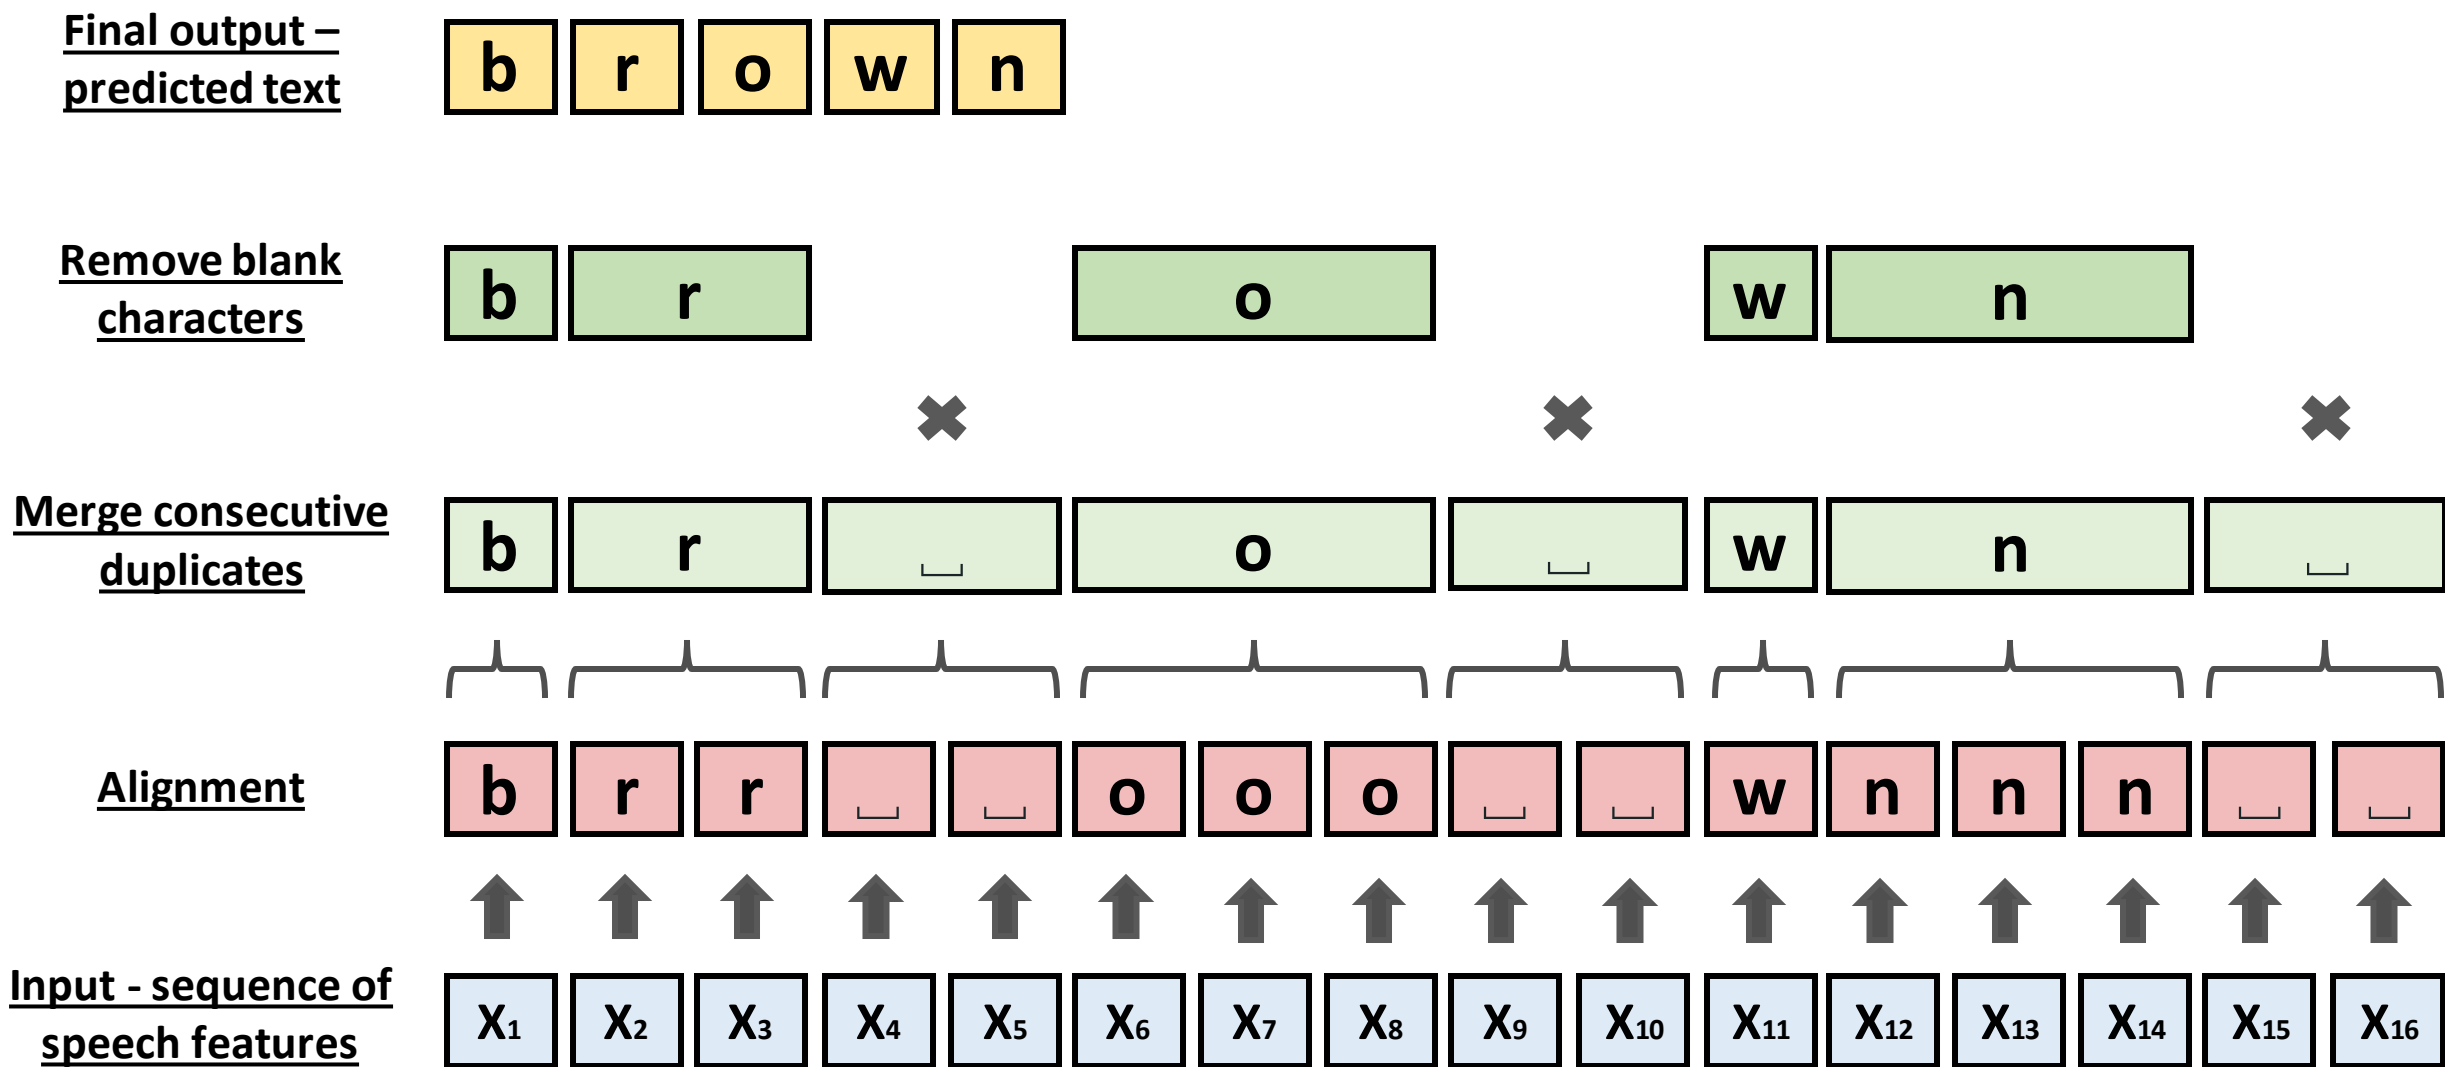 Final output –
predicted text
b r o w n
Remove blank
characters
b r o w n
Merge consecutive
duplicates
b r ⎵ o ⎵ w n ⎵
Alignment
b r r ⎵ ⎵ o o o ⎵ ⎵ w n n n ⎵ ⎵
Input - sequence of
speech features
X1 X2 X3 X4 X5 X6 X7 X8 X9 X10 X11 X12 X13 X14 X15 X16